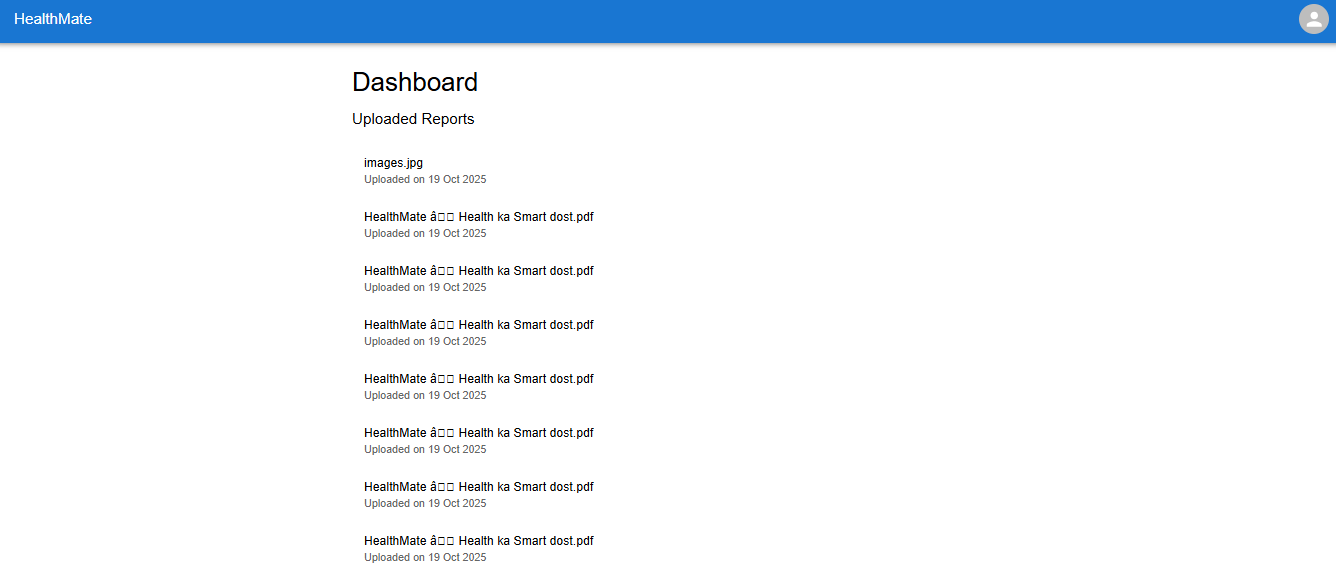 HealthMate
Dashboard
Uploaded Reports
images.jpg
Uploaded on 19 Oct 2025
HealthMate â□□ Health ka Smart dost.pdf
Uploaded on 19 Oct 2025
HealthMate â□□ Health ka Smart dost.pdf
Uploaded on 19 Oct 2025
HealthMate â□□ Health ka Smart dost.pdf
Uploaded on 19 Oct 2025
HealthMate â□□ Health ka Smart dost.pdf
Uploaded on 19 Oct 2025
HealthMate â□□ Health ka Smart dost.pdf
Uploaded on 19 Oct 2025
HealthMate â□□ Health ka Smart dost.pdf
Uploaded on 19 Oct 2025
HealthMate â□□ Health ka Smart dost.pdf
Uploaded on 19 Oct 2025